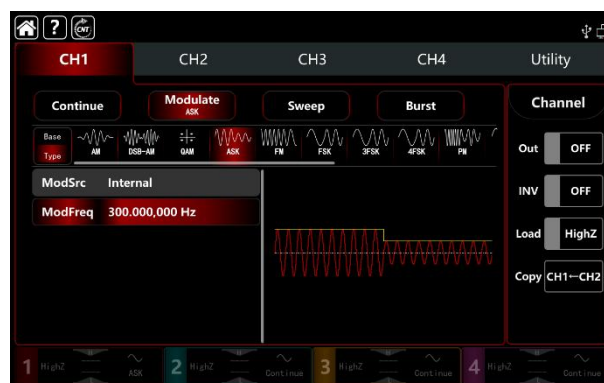 ? CNT
CH1 CH2 CH3 CH4 Utility
Continue Modulate Sweep Burst Channel
ASK
Base
Type AM DSB-AM QAM ASK FM FSK 3FSK 4FSK PM
Out OFF
ModSrc Internal
INV OFF
ModFreq 300.000,000 Hz
Load HighZ
Copy CH1←CH2
1 HighZ ASK 2 HighZ Continue 3 HighZ Continue 4 HighZ Continue